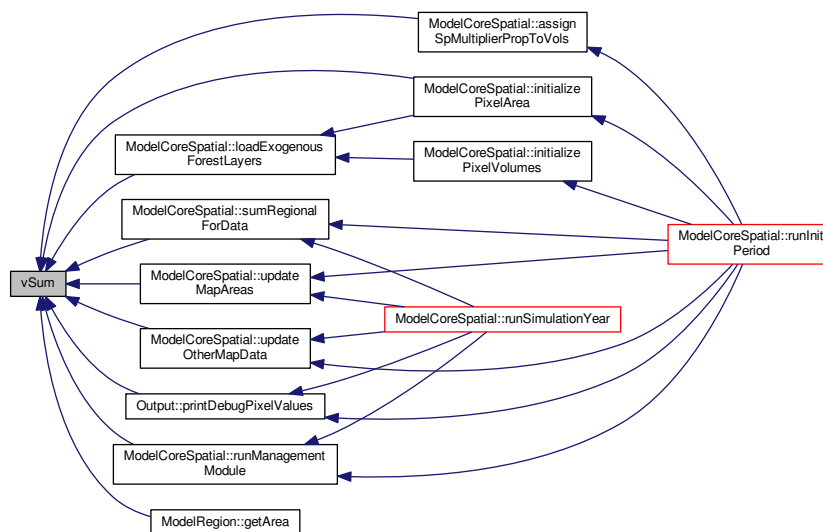 ModelCoreSpatial::assign
SpMultiplierPropToVols
ModelCoreSpatial::initialize
PixelArea
ModelCoreSpatial::loadExogenous
ForestLayers
ModelCoreSpatial::initialize
PixelVolumes
ModelCoreSpatial::sumRegional
ForData
ModelCoreSpatial::runInit
Period
vSum
ModelCoreSpatial::update
MapAreas
ModelCoreSpatial::runSimulationYear
ModelCoreSpatial::update
OtherMapData
Output::printDebugPixelValues
ModelCoreSpatial::runManagement
Module
ModelRegion::getArea